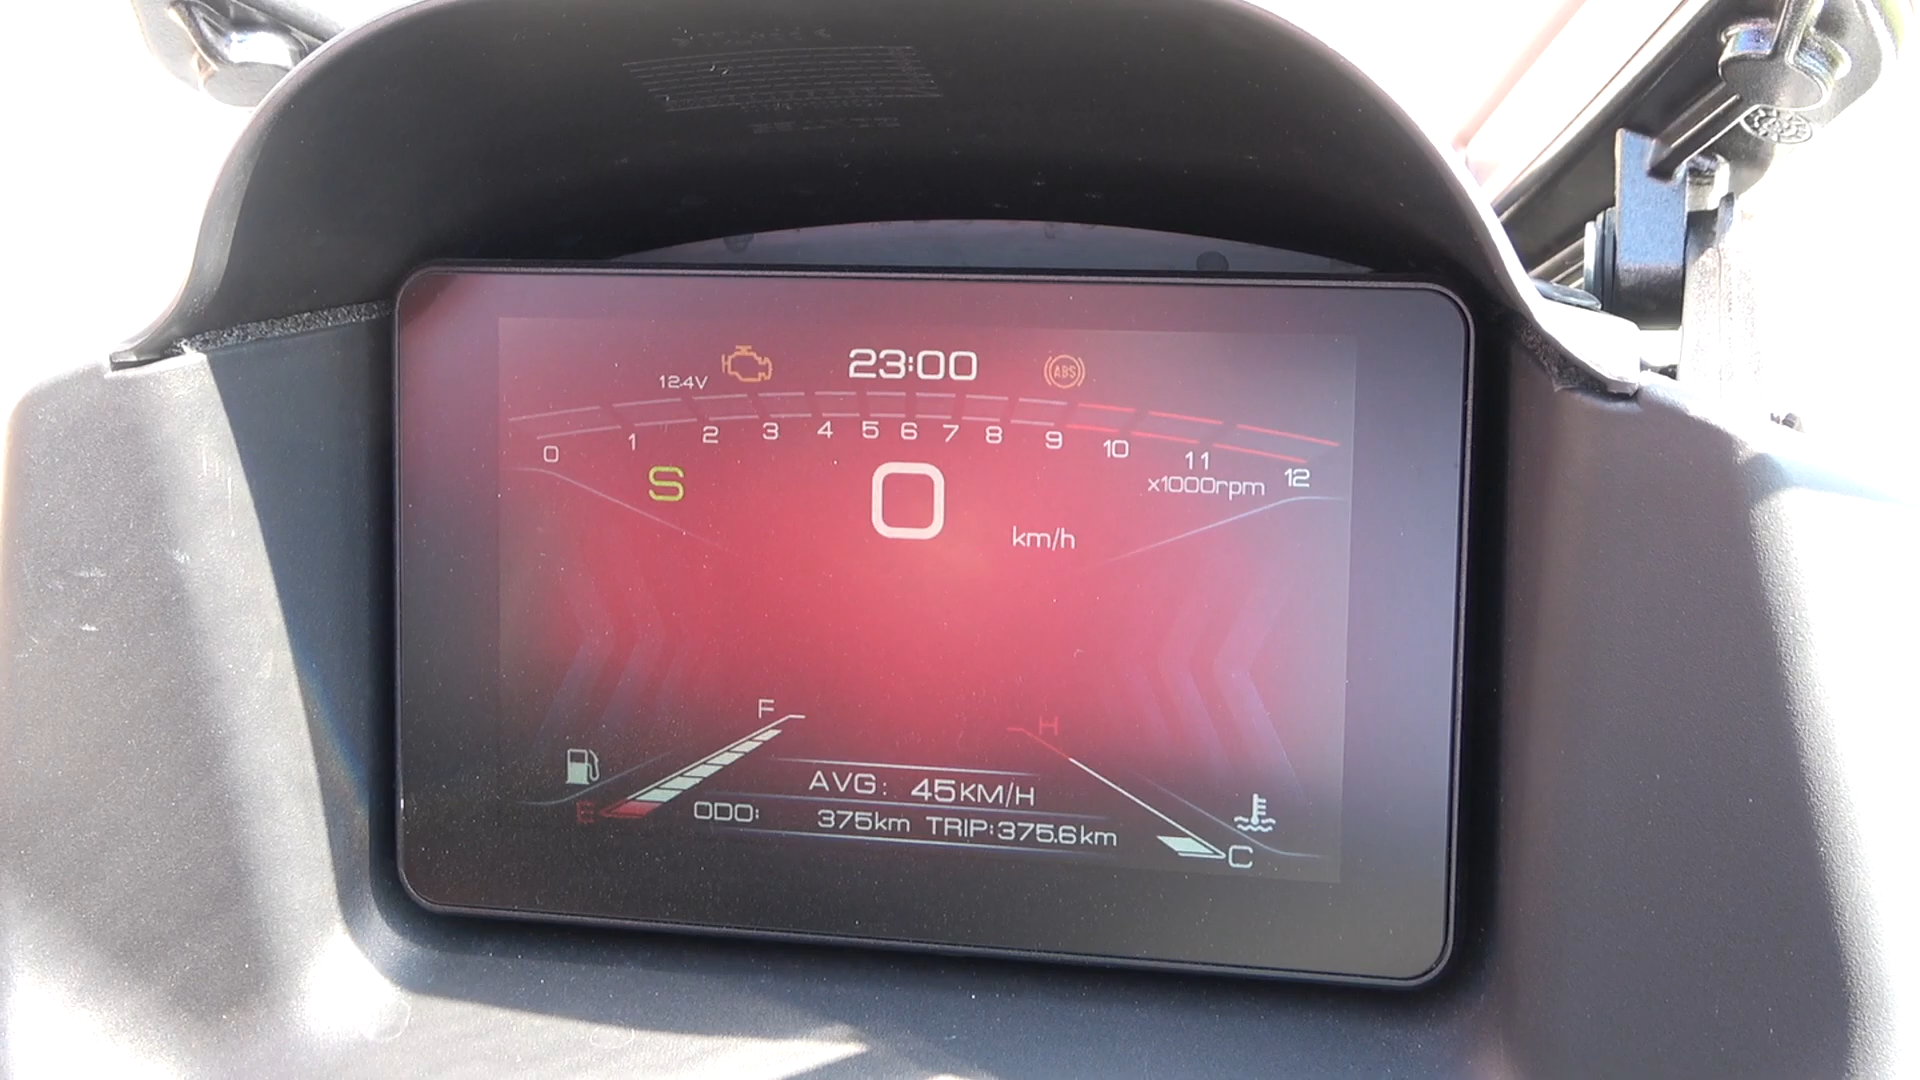 23:00
12.4V
ABS
0 1 2 3 4 5 6 7 8 9 10 11 12
x1000rpm
S
0
km/h
F
H
AVG: 45KM/H
E
ODO: 375km TRIP:375.6km
C